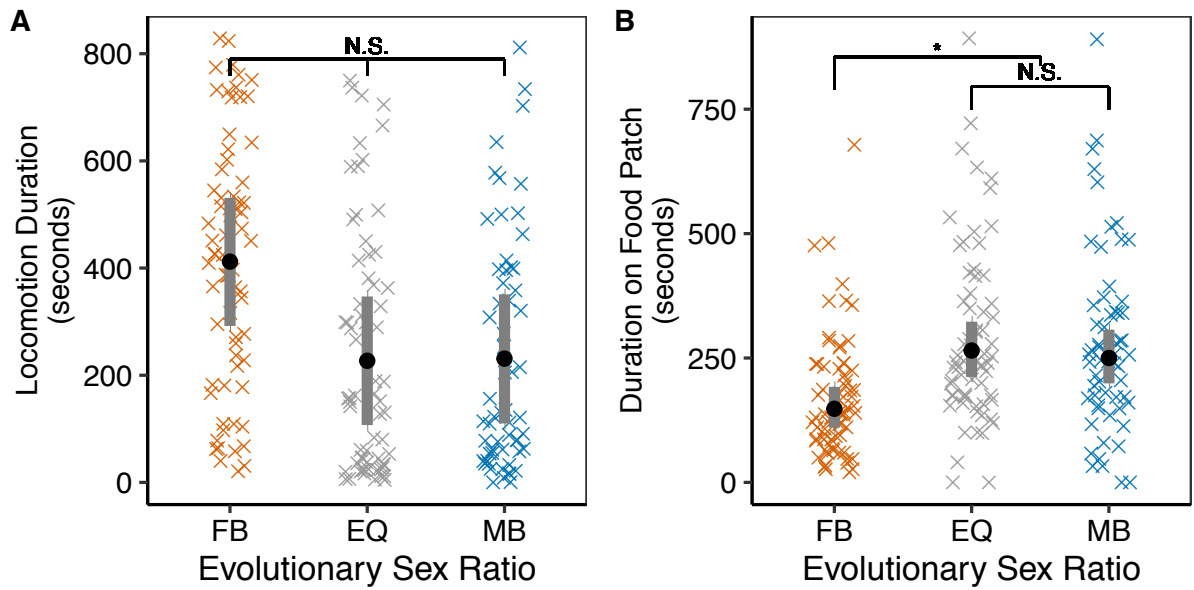 A
N.S.
800
600
400
200
0
Locomotion Duration
(seconds)
FB
EQ
MB
Evolutionary Sex Ratio
B
*
N.S.
750
500
250
0
Duration on Food Patch
(seconds)
FB
EQ
MB
Evolutionary Sex Ratio